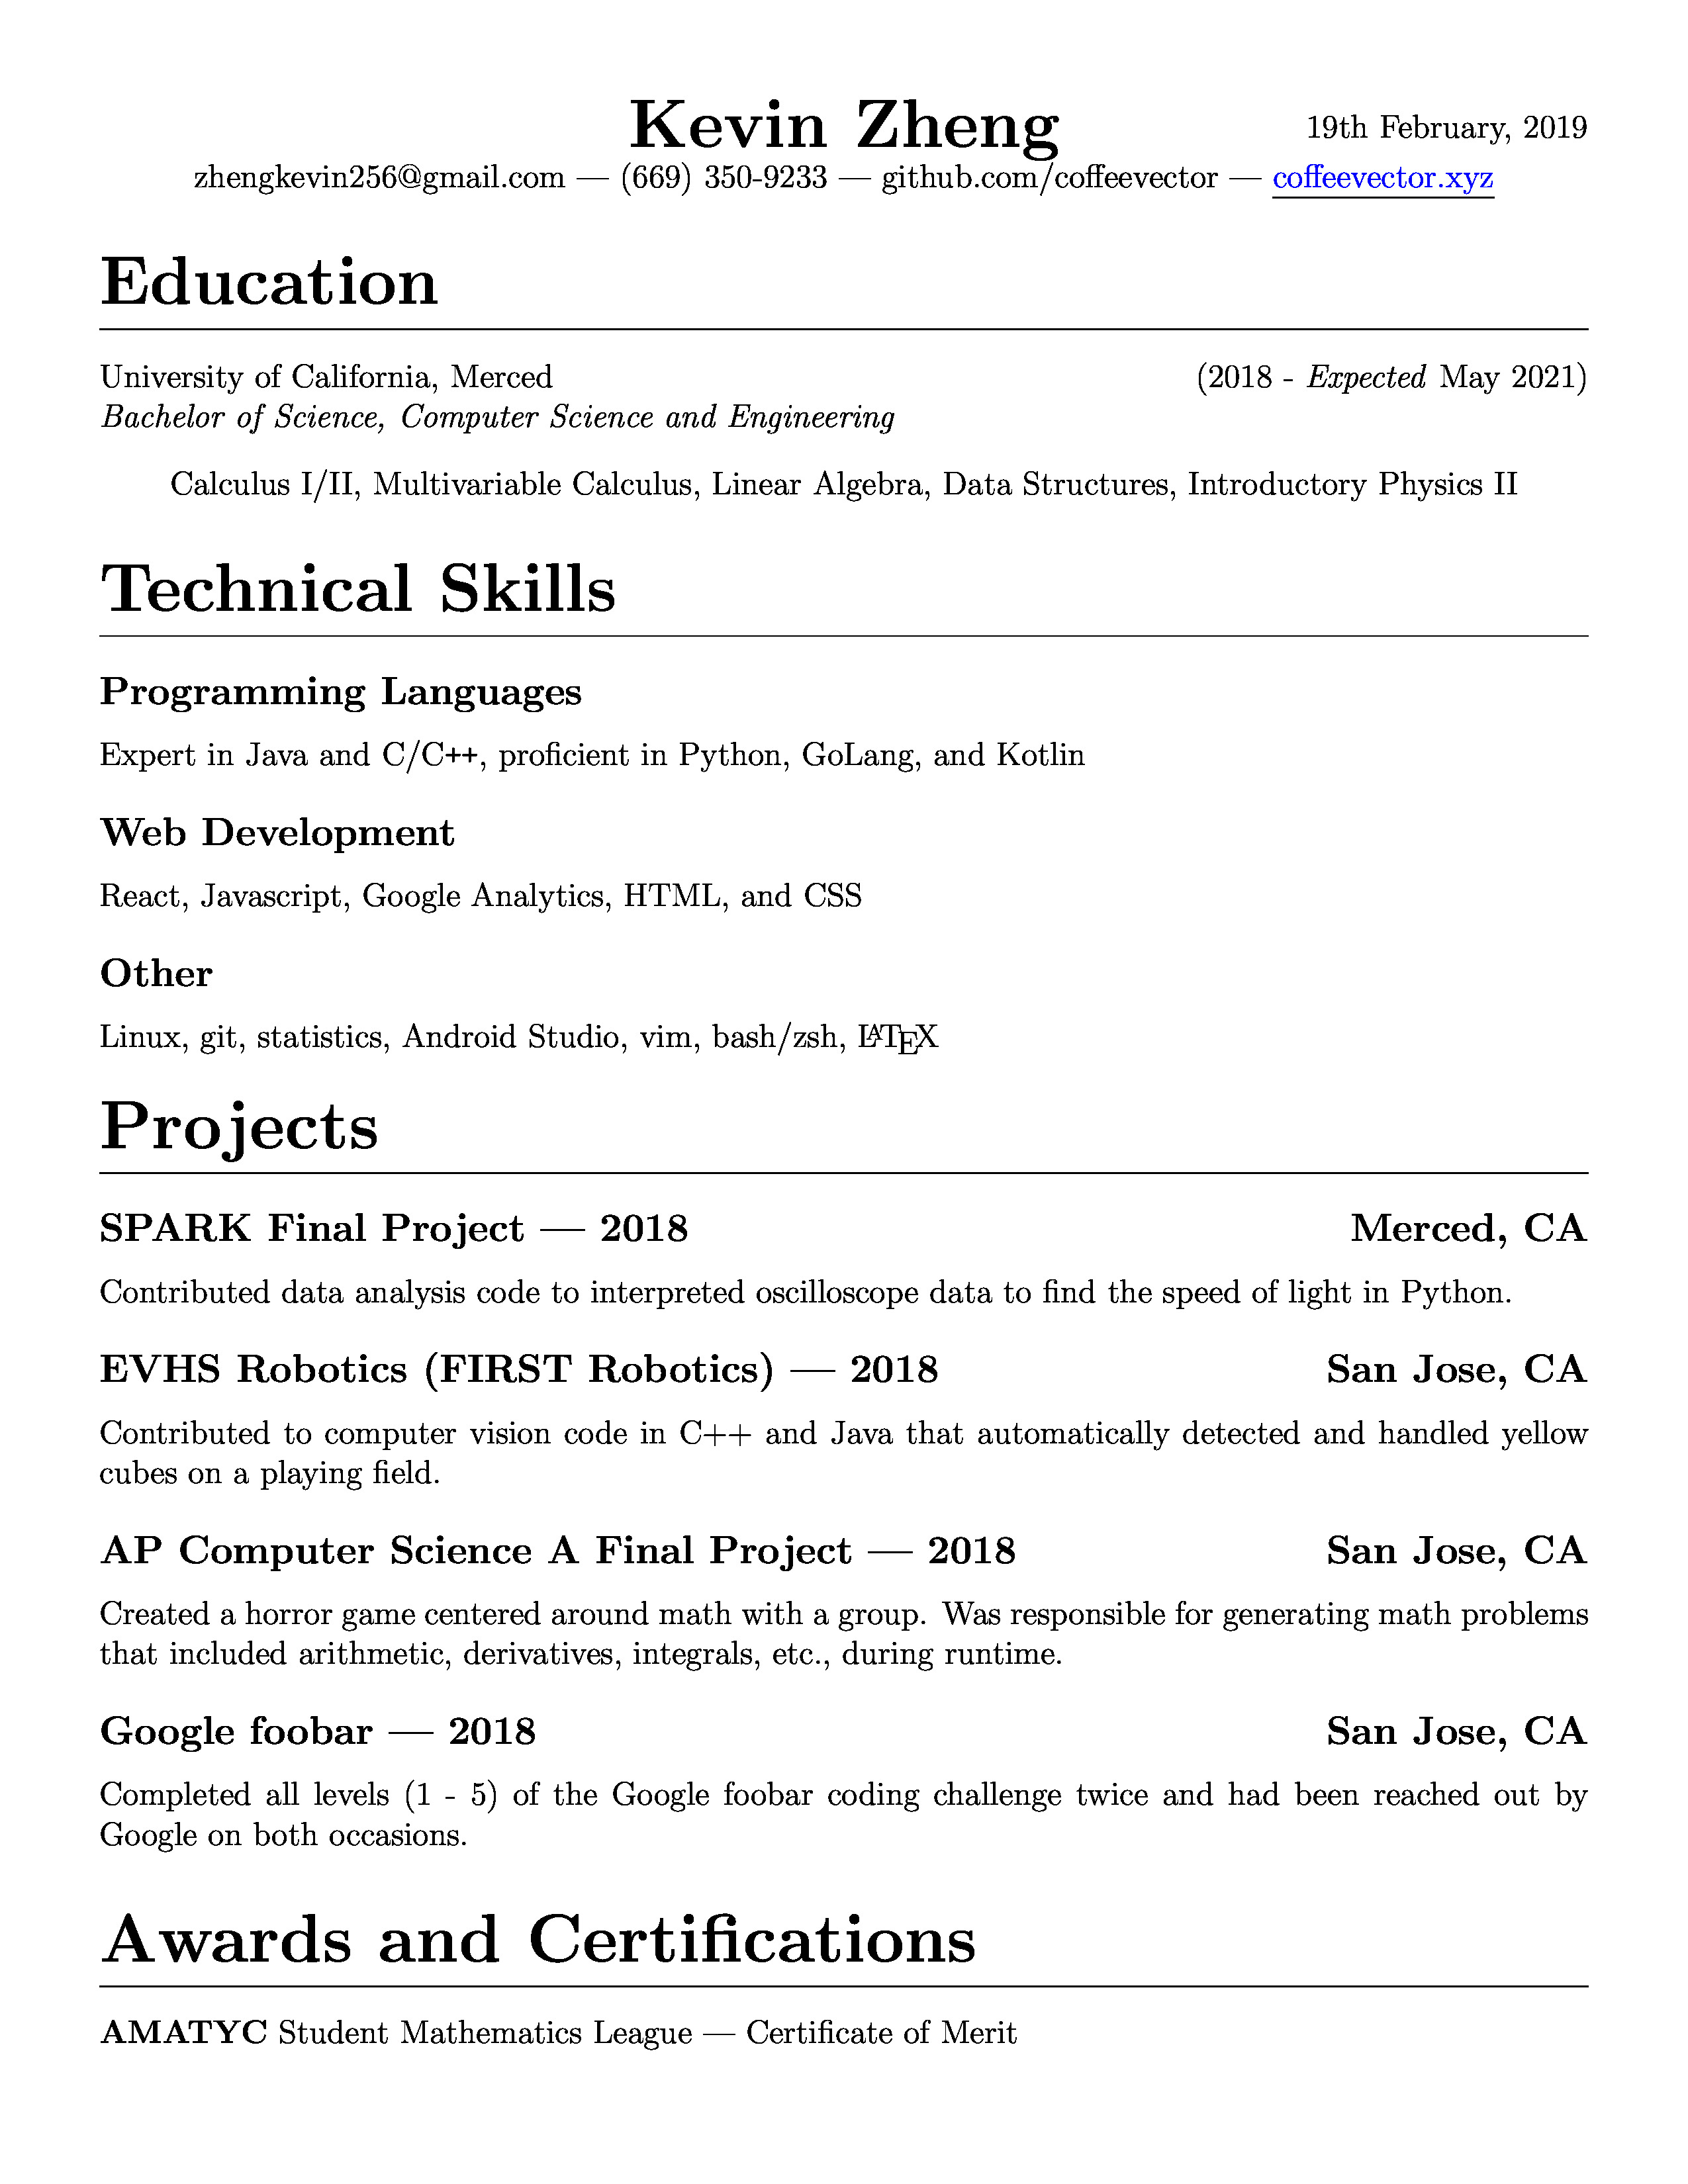 Kevin Zheng
19th February, 2019
zhengkevin256@gmail.com — (669) 350-9233 — github.com/coffeevector — coffeevector.xyz
Education
University of California, Merced (2018 - Expected May 2021)
Bachelor of Science, Computer Science and Engineering
Calculus I/II, Multivariable Calculus, Linear Algebra, Data Structures, Introductory Physics II
Technical Skills
Programming Languages
Expert in Java and C/C++, proficient in Python, GoLang, and Kotlin
Web Development
React, Javascript, Google Analytics, HTML, and CSS
Other
Linux, git, statistics, Android Studio, vim, bash/zsh, LATEX
Projects
SPARK Final Project — 2018 Merced, CA
Contributed data analysis code to interpreted oscilloscope data to find the speed of light in Python.
EVHS Robotics (FIRST Robotics) — 2018 San Jose, CA
Contributed to computer vision code in C++ and Java that automatically detected and handled yellow
cubes on a playing field.
AP Computer Science A Final Project — 2018 San Jose, CA
Created a horror game centered around math with a group. Was responsible for generating math problems
that included arithmetic, derivatives, integrals, etc., during runtime.
Google foobar — 2018 San Jose, CA
Completed all levels (1 - 5) of the Google foobar coding challenge twice and had been reached out by
Google on both occasions.
Awards and Certifications
AMATYC Student Mathematics League — Certificate of Merit